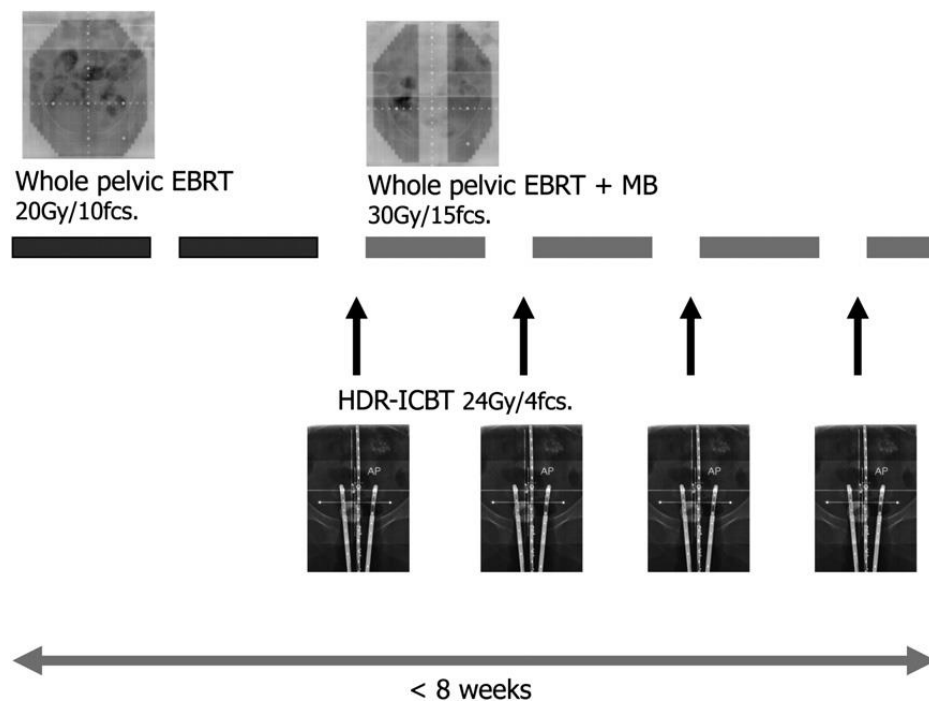 Whole pelvic EBRT
20Gy/10fcs.
Whole pelvic EBRT + MB
30Gy/15fcs.
HDR-ICBT 24Gy/4fcs.
AP
AP
AP
AP
< 8 weeks